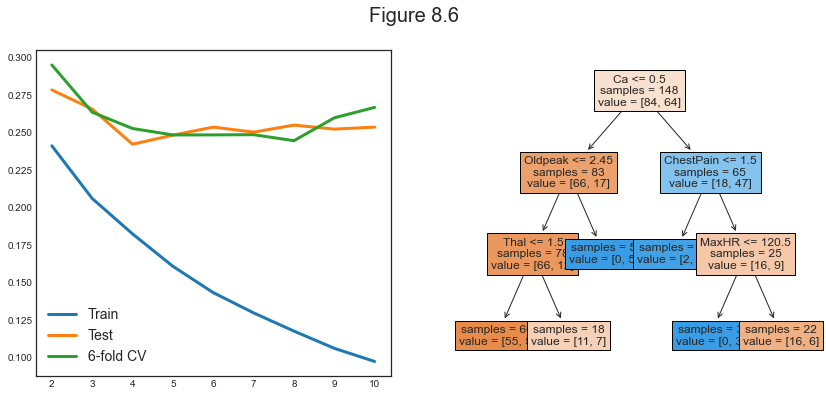 Figure 8.6
0.300
0.275
0.250
0.225
0.200
0.175
0.150
0.125
0.100
2 3 4 5 6 7 8 9 10
Train
Test
6-fold CV
Ca <= 0.5
samples = 148
value = [84, 64]
Oldpeak <= 2.45
samples = 83
value = [66, 17]
ChestPain <= 1.5
samples = 65
value = [18, 47]
Thal <= 1.5
samples = 78
value = [66,
samples =
value = [0,
samples =
value = [2,
MaxHR <= 120.5
samples = 25
value = [16, 9]
samples =
value = [55,
samples = 18
value = [11, 7]
samples =
value = [0,
samples = 22
value = [16, 6]